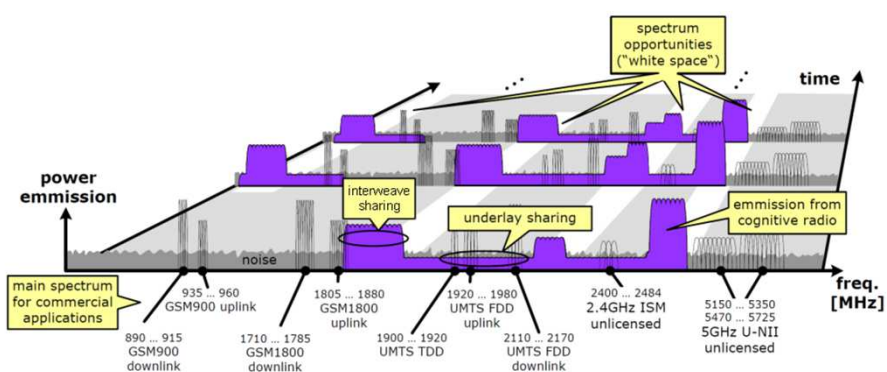 spectrum
opportunities
("white space")
time
power
emmission
interweave
sharing
underlay sharing
emmission from
cognitive radio
noise
main spectrum
for commercial
applications
freq.
[MHz]
890 ... 915
GSM900
downlink
935 ... 960
GSM900 uplink
1710 ... 1785
GSM1800
downlink
1805 ... 1880
GSM1800
uplink
1900 ... 1920
UMTS TDD
1920 ... 1980
UMTS FDD
uplink
2110 ... 2170
UMTS FDD
downlink
2400 ... 2484
2.4GHz ISM
unlicensed
5150 ... 5350
5470 ... 5725
5GHz U-NII
unlicensed